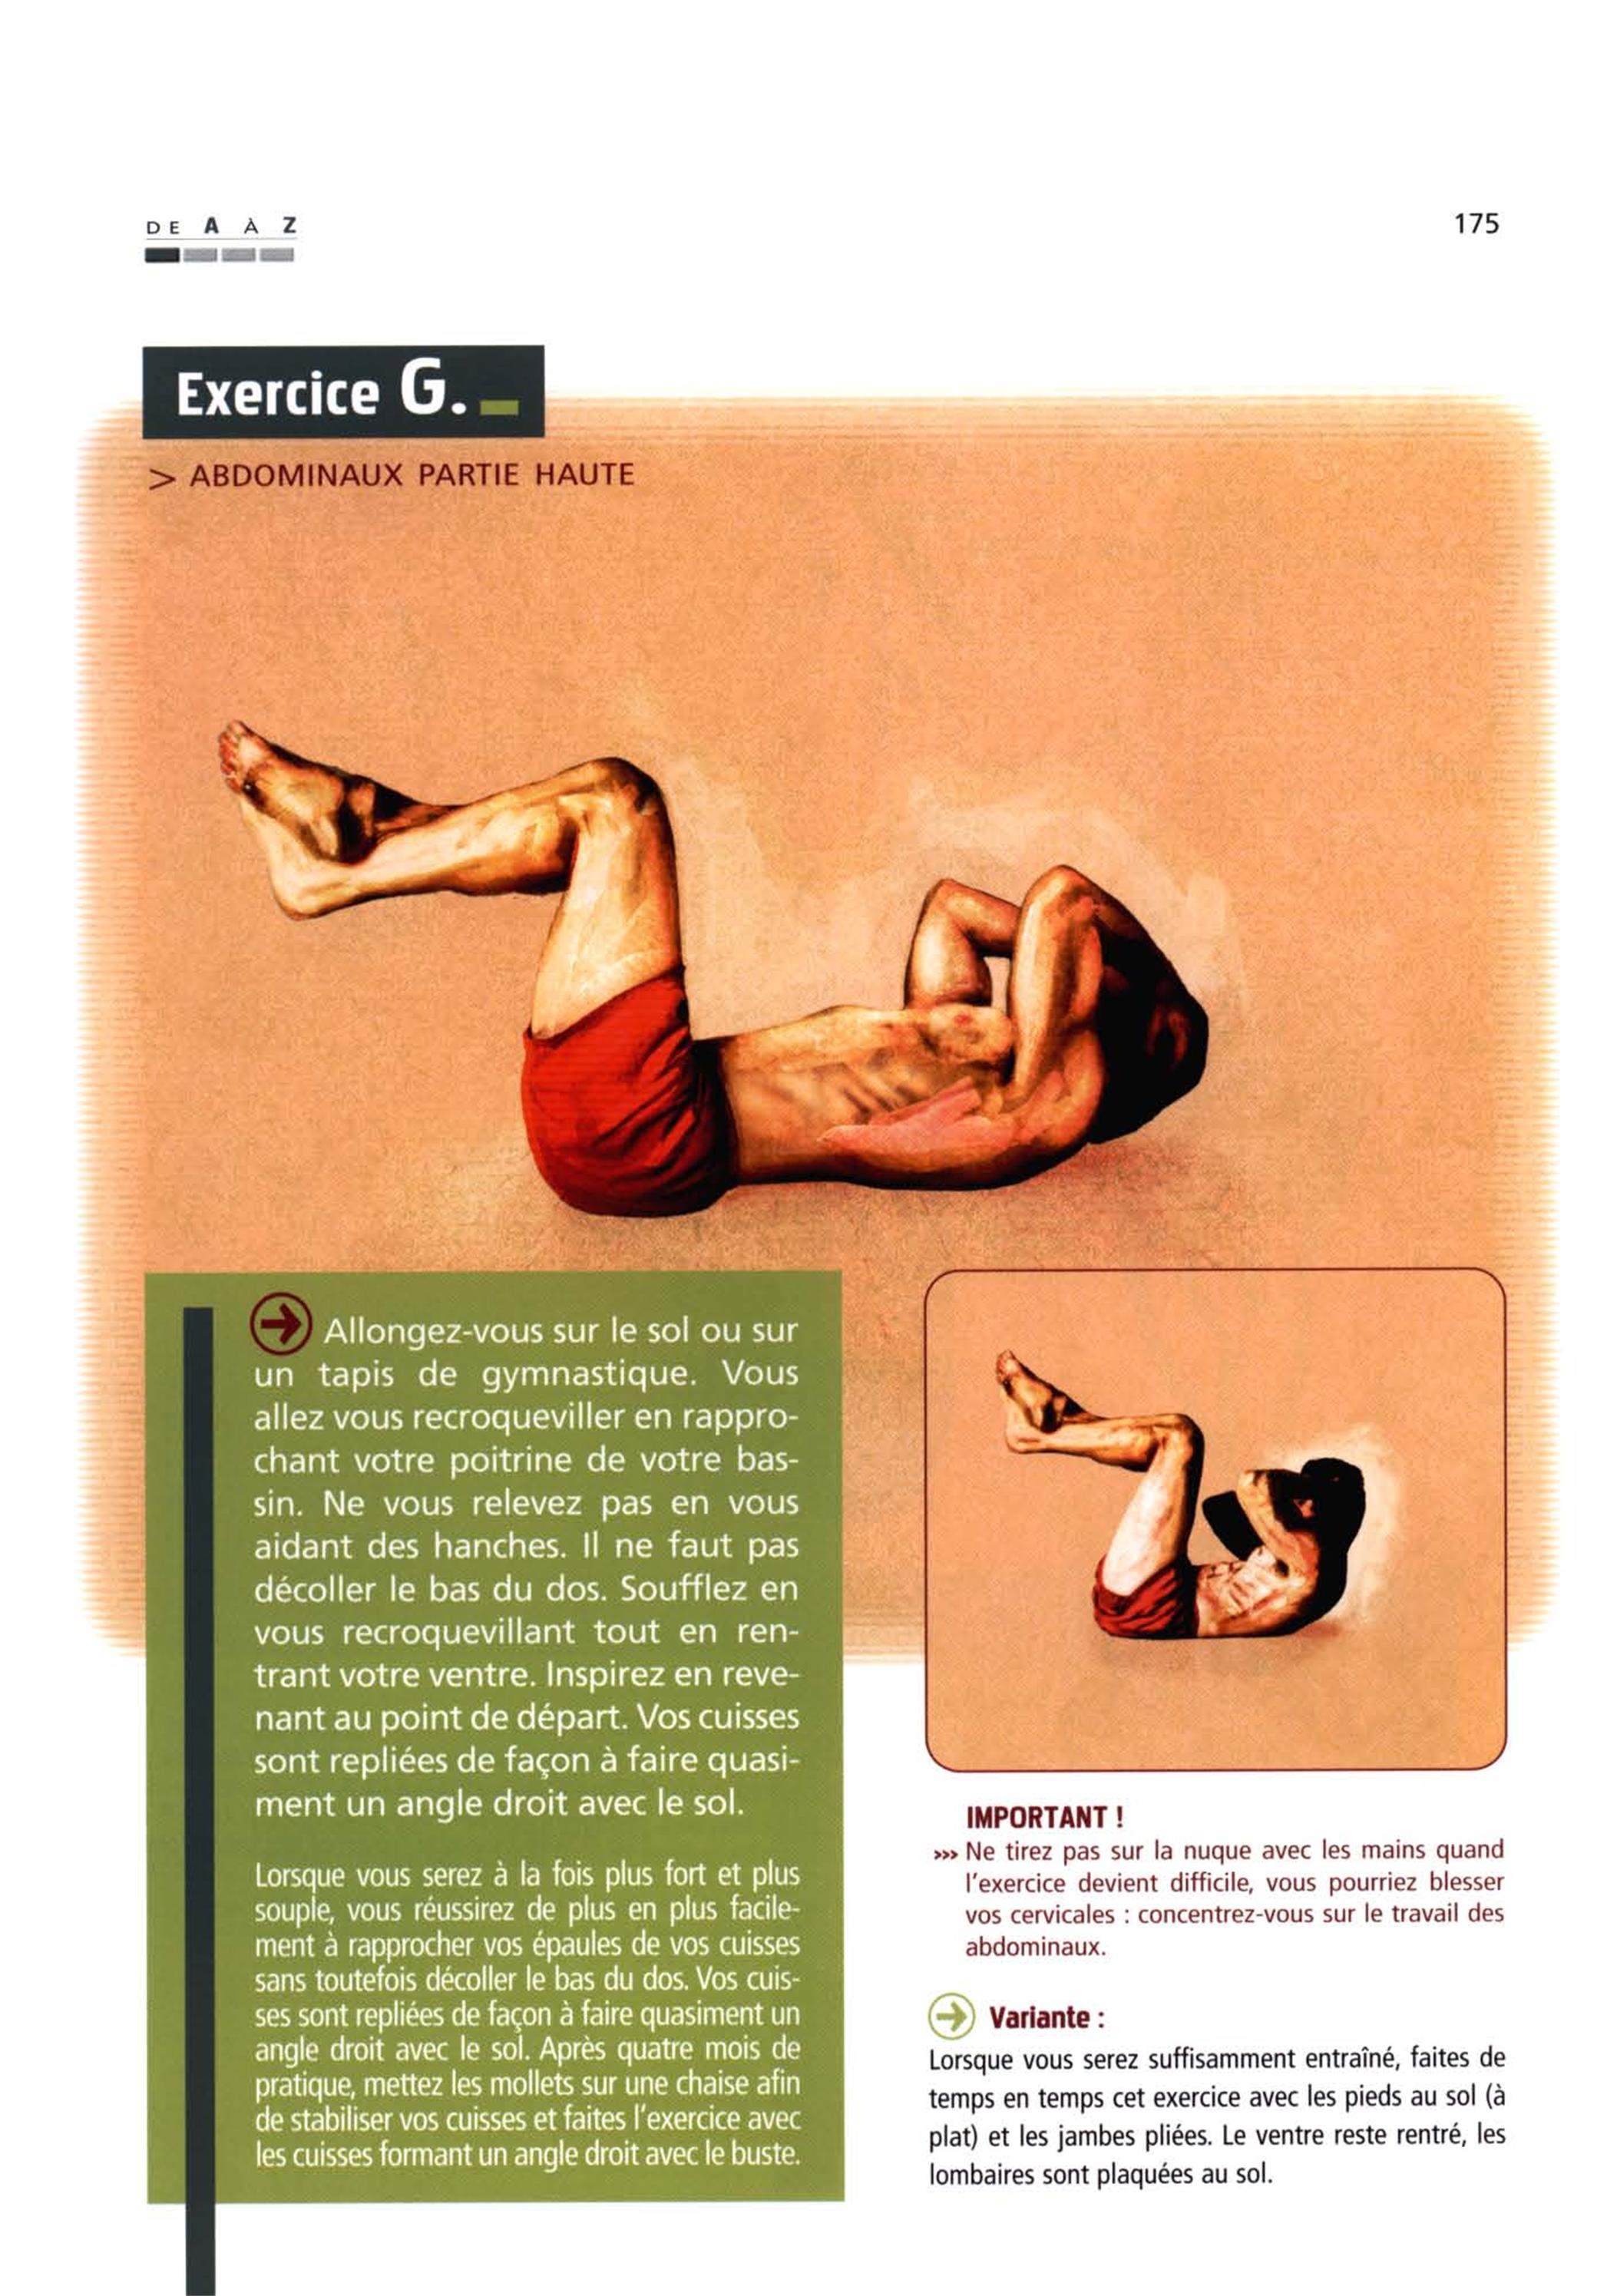 DE A À Z
175
Exercice G.
> ABDOMINAUX PARTIE HAUTE
Allongez-vous sur le sol ou sur
un tapis de gymnastique. Vous
allez vous recroqueviller en rappro-
chant votre poitrine de votre bas-
sin. Ne vous relevez pas en vous
aidant des hanches. Il ne faut pas
décoller le bas du dos. Soufflez en
vous recroquevillant tout en ren-
trant votre ventre. Inspirez en reve-
nant au point de départ. Vos cuisses
sont repliées de façon à faire quasi-
ment un angle droit avec le sol.
Lorsque vous serez à la fois plus fort et plus
souple, vous réussirez de plus en plus facile-
ment à rapprocher vos épaules de vos cuisses
sans toutefois décoller le bas du dos. Vos cuis-
ses sont repliées de façon à faire quasiment un
angle droit avec le sol. Après quatre mois de
pratique, mettez les mollets sur une chaise afin
de stabiliser vos cuisses et faites l'exercice avec
les cuisses formant un angle droit avec le buste.
IMPORTANT !
»» Ne tirez pas sur la nuque avec les mains quand
l'exercice devient difficile, vous pourriez blesser
vos cervicales : concentrez-vous sur le travail des
abdominaux.
Variante :
Lorsque vous serez suffisamment entraîné, faites de
temps en temps cet exercice avec les pieds au sol (à
plat) et les jambes pliées. Le ventre reste rentré, les
lombaires sont plaquées au sol.